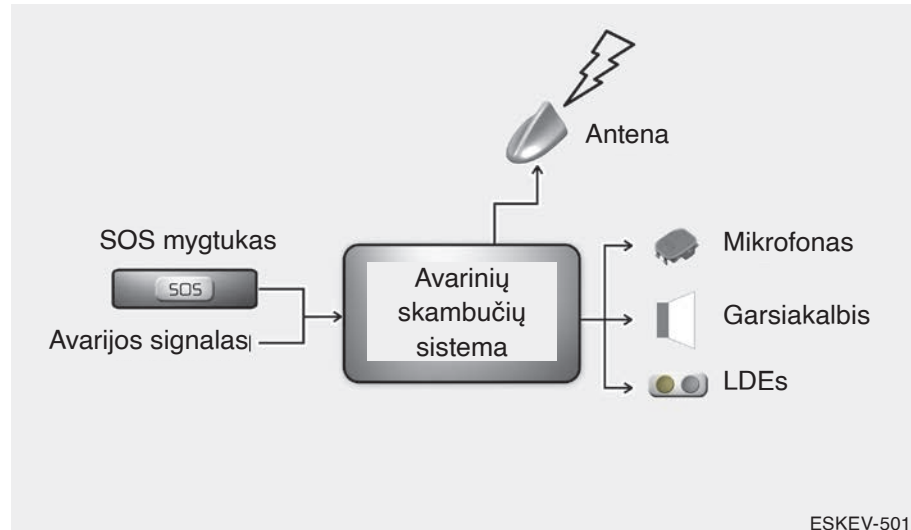 Antena
SOS mygtukas
SOS
Avarijos signalas
Avarinių
skambučių
sistema
Mikrofonas
Garsiakalbis
LDEs
ESKEV-501